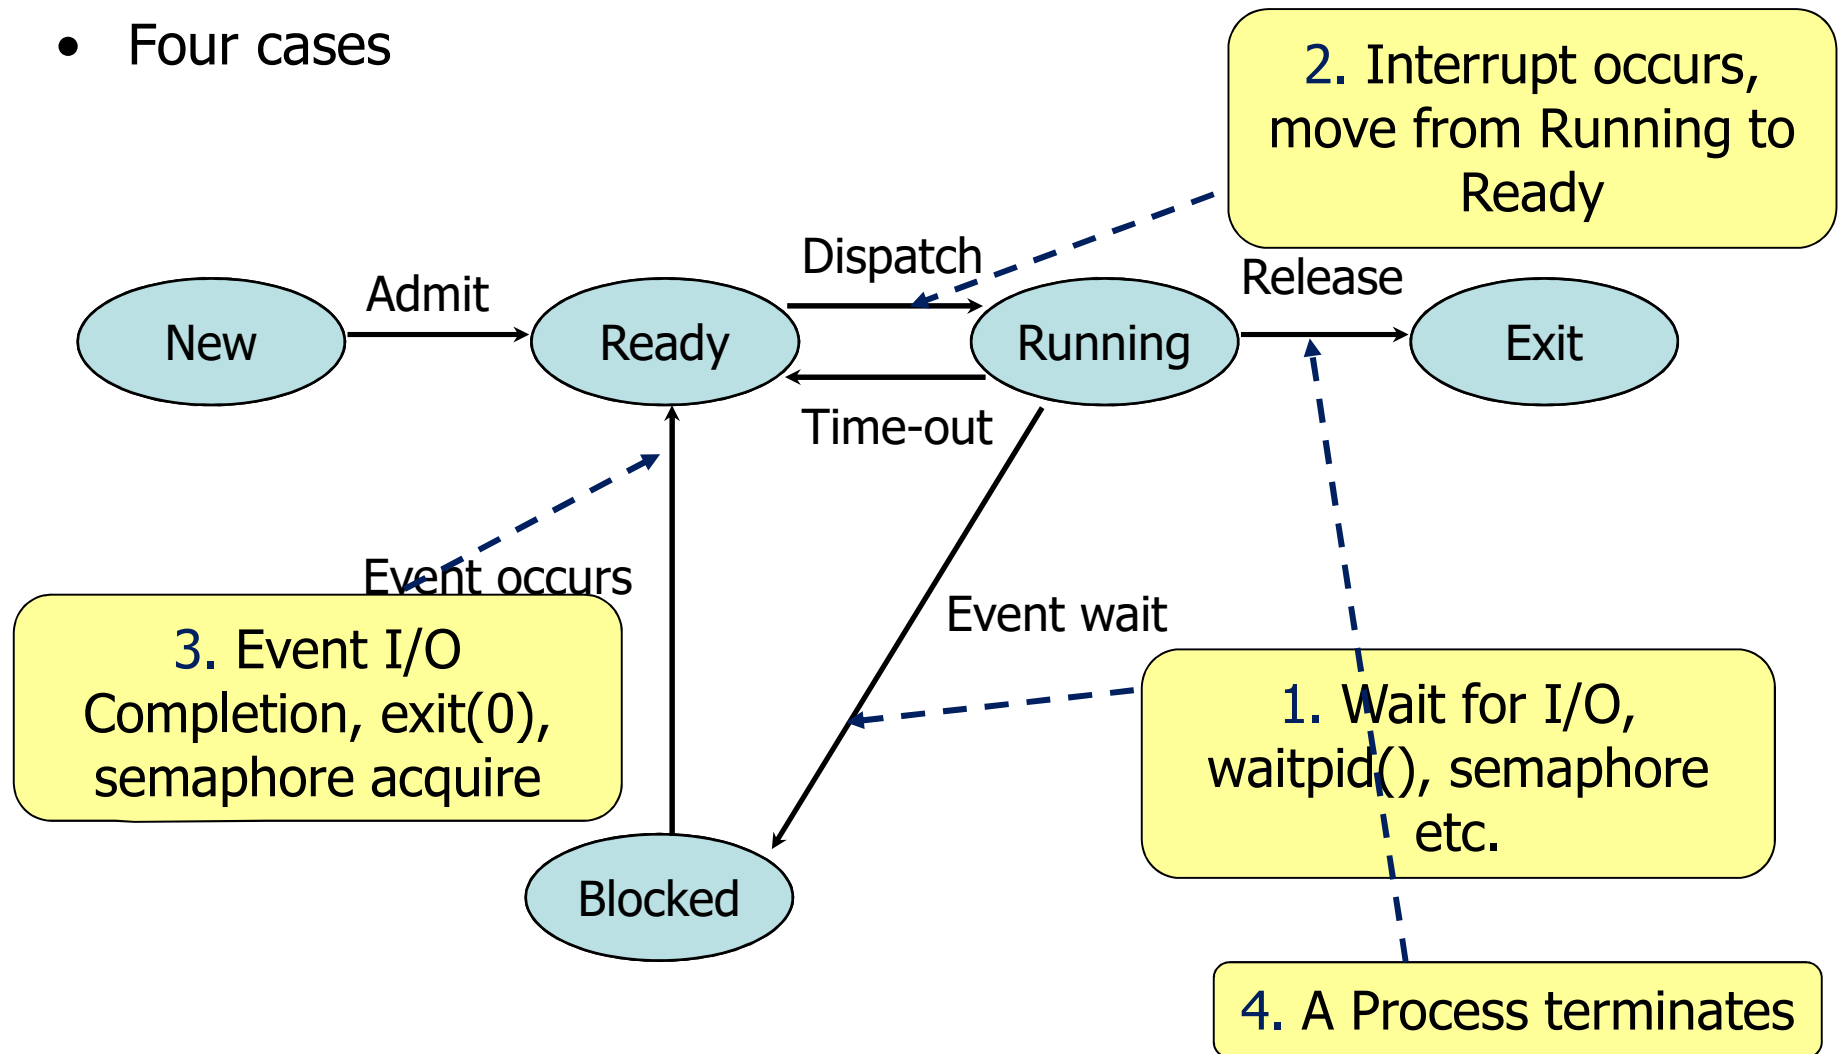 • Four cases
2. Interrupt occurs,
move from Running to
Ready
Dispatch
Release
Admit
New
Ready
Running
Exit
Time-out
Event occurs
Event wait
3. Event I/O
Completion, exit(0),
semaphore acquire
1. Wait for I/O,
waitpid(), semaphore
etc.
Blocked
4. A Process terminates